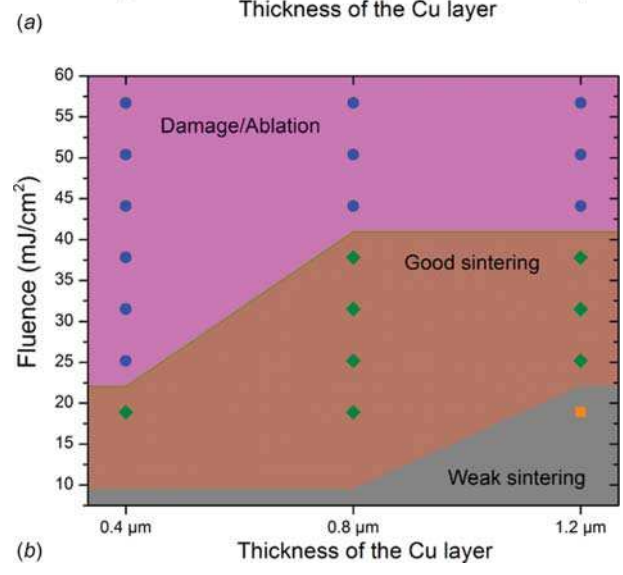 Thickness of the Cu layer
(a)
60
55
50
45
40
35
30
25
20
15
10
Fluence (mJ/cm²)
Damage/Ablation
Good sintering
Weak sintering
0.4 µm
0.8 µm
1.2 µm
(b)
Thickness of the Cu layer